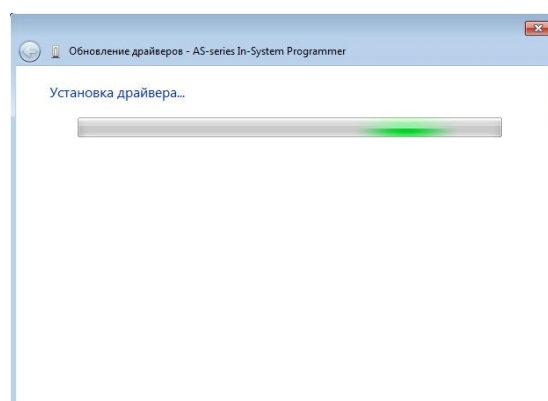 Обновление драйверов - AS-series In-System Programmer
Установка драйвера...